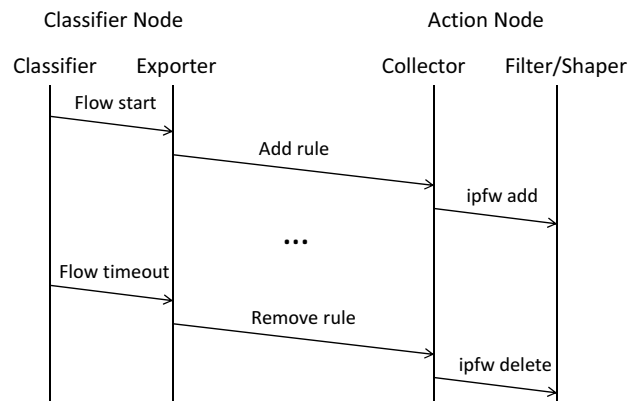 Classifier Node Action Node
Classifier Exporter Collector Filter/Shaper
Flow start
Add rule
ipfw add
...
Flow timeout
Remove rule
ipfw delete